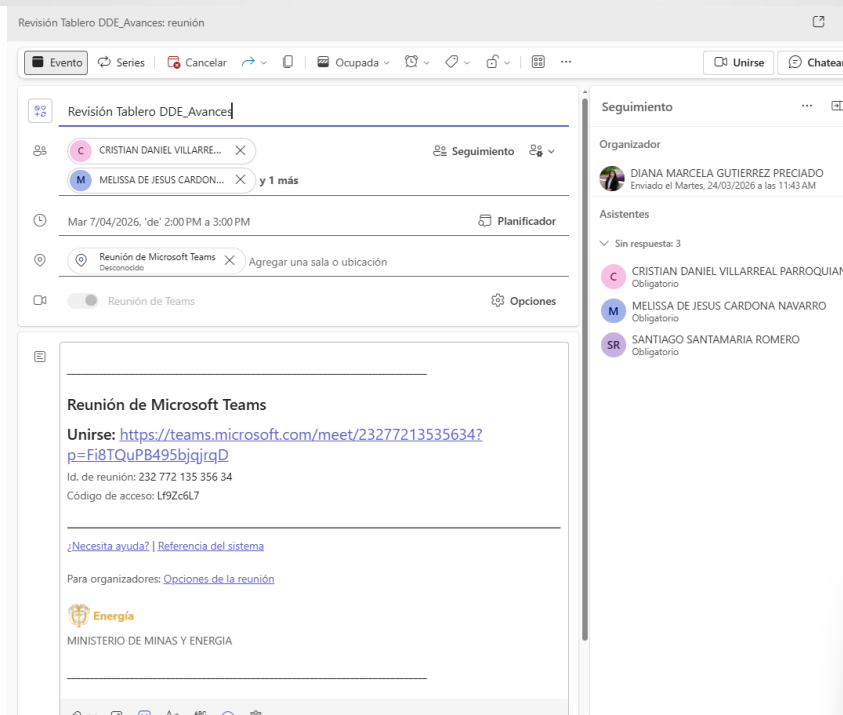 Revisión Tablero DDE_Avances: reunión
Evento Series Cancelar Ocupada Unirse Chatear
Revisión Tablero DDE_Avances
C CRISTIAN DANIEL VILLARRE... Seguimiento
M MELISSA DE JESUS CARDON... y 1 más
Mar 7/04/2026, 'de' 2:00 PM a 3:00 PM Planificador
Reunión de Microsoft Teams
Desconocido
Agregar una sala o ubicación
Reunión de Teams Opciones
Reunión de Microsoft Teams
Unirse: https://teams.microsoft.com/meet/23277213535634?
p=Fi8TQuPB495bjqjrqD
Id. de reunión: 232 772 135 356 34
Código de acceso: Lf9Zc6L7
¿Necesita ayuda? | Referencia del sistema
Para organizadores: Opciones de la reunión
Energía
MINISTERIO DE MINAS Y ENERGIA
Seguimiento
Organizador
DIANA MARCELA GUTIERREZ PRECIADO
Enviado el Martes, 24/03/2026 a las 11:43 AM
Asistentes
Sin respuesta: 3
C CRISTIAN DANIEL VILLARREAL PARROQUIAN
Obligatorio
M MELISSA DE JESUS CARDONA NAVARRO
Obligatorio
SR SANTIAGO SANTAMARIA ROMERO
Obligatorio